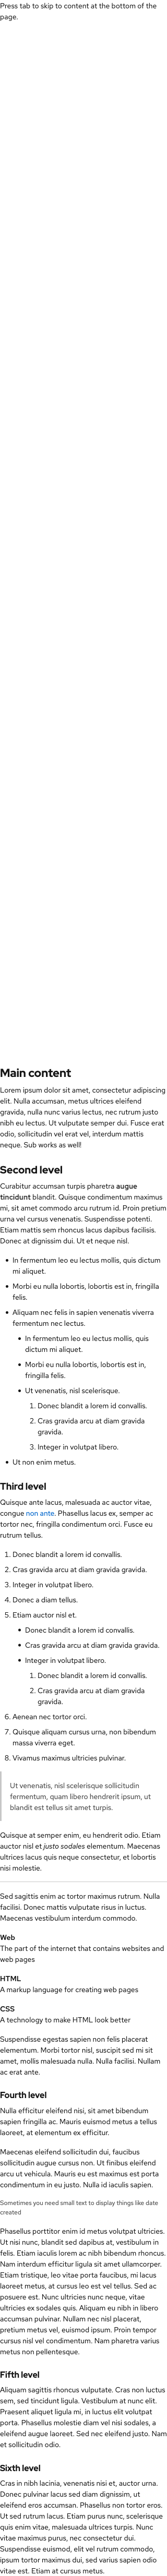 Press tab to skip to content at the bottom of the
page.
Main content
Lorem ipsum dolor sit amet, consectetur adipiscing
elit. Nulla accumsan, metus ultrices eleifend
gravida, nulla nunc varius lectus, nec rutrum justo
nibh eu lectus. Ut vulputate semper dui. Fusce erat
odio, sollicitudin vel erat vel, interdum mattis
neque. Sub works as well!
Second level
Curabitur accumsan turpis pharetra augue
tincidunt blandit. Quisque condimentum maximus
mi, sit amet commodo arcu rutrum id. Proin pretium
urna vel cursus venenatis. Suspendisse potenti.
Etiam mattis sem rhoncus lacus dapibus facilisis.
Donec at dignissim dui. Ut et neque nisl.
• In fermentum leo eu lectus mollis, quis dictum
mi aliquet.
• Morbi eu nulla lobortis, lobortis est in, fringilla
felis.
• Aliquam nec felis in sapien venenatis viverra
fermentum nec lectus.
• In fermentum leo eu lectus mollis, quis
dictum mi aliquet.
• Morbi eu nulla lobortis, lobortis est in,
fringilla felis.
• Ut venenatis, nisl scelerisque.
1. Donec blandit a lorem id convallis.
2. Cras gravida arcu at diam gravida
gravida.
3. Integer in volutpat libero.
• Ut non enim metus.
Third level
Quisque ante lacus, malesuada ac auctor vitae,
congue non ante. Phasellus lacus ex, semper ac
tortor nec, fringilla condimentum orci. Fusce eu
rutrum tellus.
1. Donec blandit a lorem id convallis.
2. Cras gravida arcu at diam gravida gravida.
3. Integer in volutpat libero.
4. Donec a diam tellus.
5. Etiam auctor nisl et.
• Donec blandit a lorem id convallis.
• Cras gravida arcu at diam gravida gravida.
• Integer in volutpat libero.
1. Donec blandit a lorem id convallis.
2. Cras gravida arcu at diam gravida
gravida.
6. Aenean nec tortor orci.
7. Quisque aliquam cursus urna, non bibendum
massa viverra eget.
8. Vivamus maximus ultricies pulvinar.
Ut venenatis, nisl scelerisque sollicitudin
fermentum, quam libero hendrerit ipsum, ut
blandit est tellus sit amet turpis.
Quisque at semper enim, eu hendrerit odio. Etiam
auctor nisl et justo sodales elementum. Maecenas
ultrices lacus quis neque consectetur, et lobortis
nisi molestie.
Sed sagittis enim ac tortor maximus rutrum. Nulla
facilisi. Donec mattis vulputate risus in luctus.
Maecenas vestibulum interdum commodo.
Web
The part of the internet that contains websites and
web pages
HTML
A markup language for creating web pages
CSS
A technology to make HTML look better
Suspendisse egestas sapien non felis placerat
elementum. Morbi tortor nisl, suscipit sed mi sit
amet, mollis malesuada nulla. Nulla facilisi. Nullam
ac erat ante.
Fourth level
Nulla efficitur eleifend nisi, sit amet bibendum
sapien fringilla ac. Mauris euismod metus a tellus
laoreet, at elementum ex efficitur.
Maecenas eleifend sollicitudin dui, faucibus
sollicitudin augue cursus non. Ut finibus eleifend
arcu ut vehicula. Mauris eu est maximus est porta
condimentum in eu justo. Nulla id iaculis sapien.
Sometimes you need small text to display things like date
created
Phasellus porttitor enim id metus volutpat ultricies.
Ut nisi nunc, blandit sed dapibus at, vestibulum in
felis. Etiam iaculis lorem ac nibh bibendum rhoncus.
Nam interdum efficitur ligula sit amet ullamcorper.
Etiam tristique, leo vitae porta faucibus, mi lacus
laoreet metus, at cursus leo est vel tellus. Sed ac
posuere est. Nunc ultricies nunc neque, vitae
ultricies ex sodales quis. Aliquam eu nibh in libero
accumsan pulvinar. Nullam nec nisl placerat,
pretium metus vel, euismod ipsum. Proin tempor
cursus nisl vel condimentum. Nam pharetra varius
metus non pellentesque.
Fifth level
Aliquam sagittis rhoncus vulputate. Cras non luctus
sem, sed tincidunt ligula. Vestibulum at nunc elit.
Praesent aliquet ligula mi, in luctus elit volutpat
porta. Phasellus molestie diam vel nisi sodales, a
eleifend augue laoreet. Sed nec eleifend justo. Nam
et sollicitudin odio.
Sixth level
Cras in nibh lacinia, venenatis nisi et, auctor urna.
Donec pulvinar lacus sed diam dignissim, ut
eleifend eros accumsan. Phasellus non tortor eros.
Ut sed rutrum lacus. Etiam purus nunc, scelerisque
quis enim vitae, malesuada ultrices turpis. Nunc
vitae maximus purus, nec consectetur dui.
Suspendisse euismod, elit vel rutrum commodo,
ipsum tortor maximus dui, sed varius sapien odio
vitae est. Etiam at cursus metus.